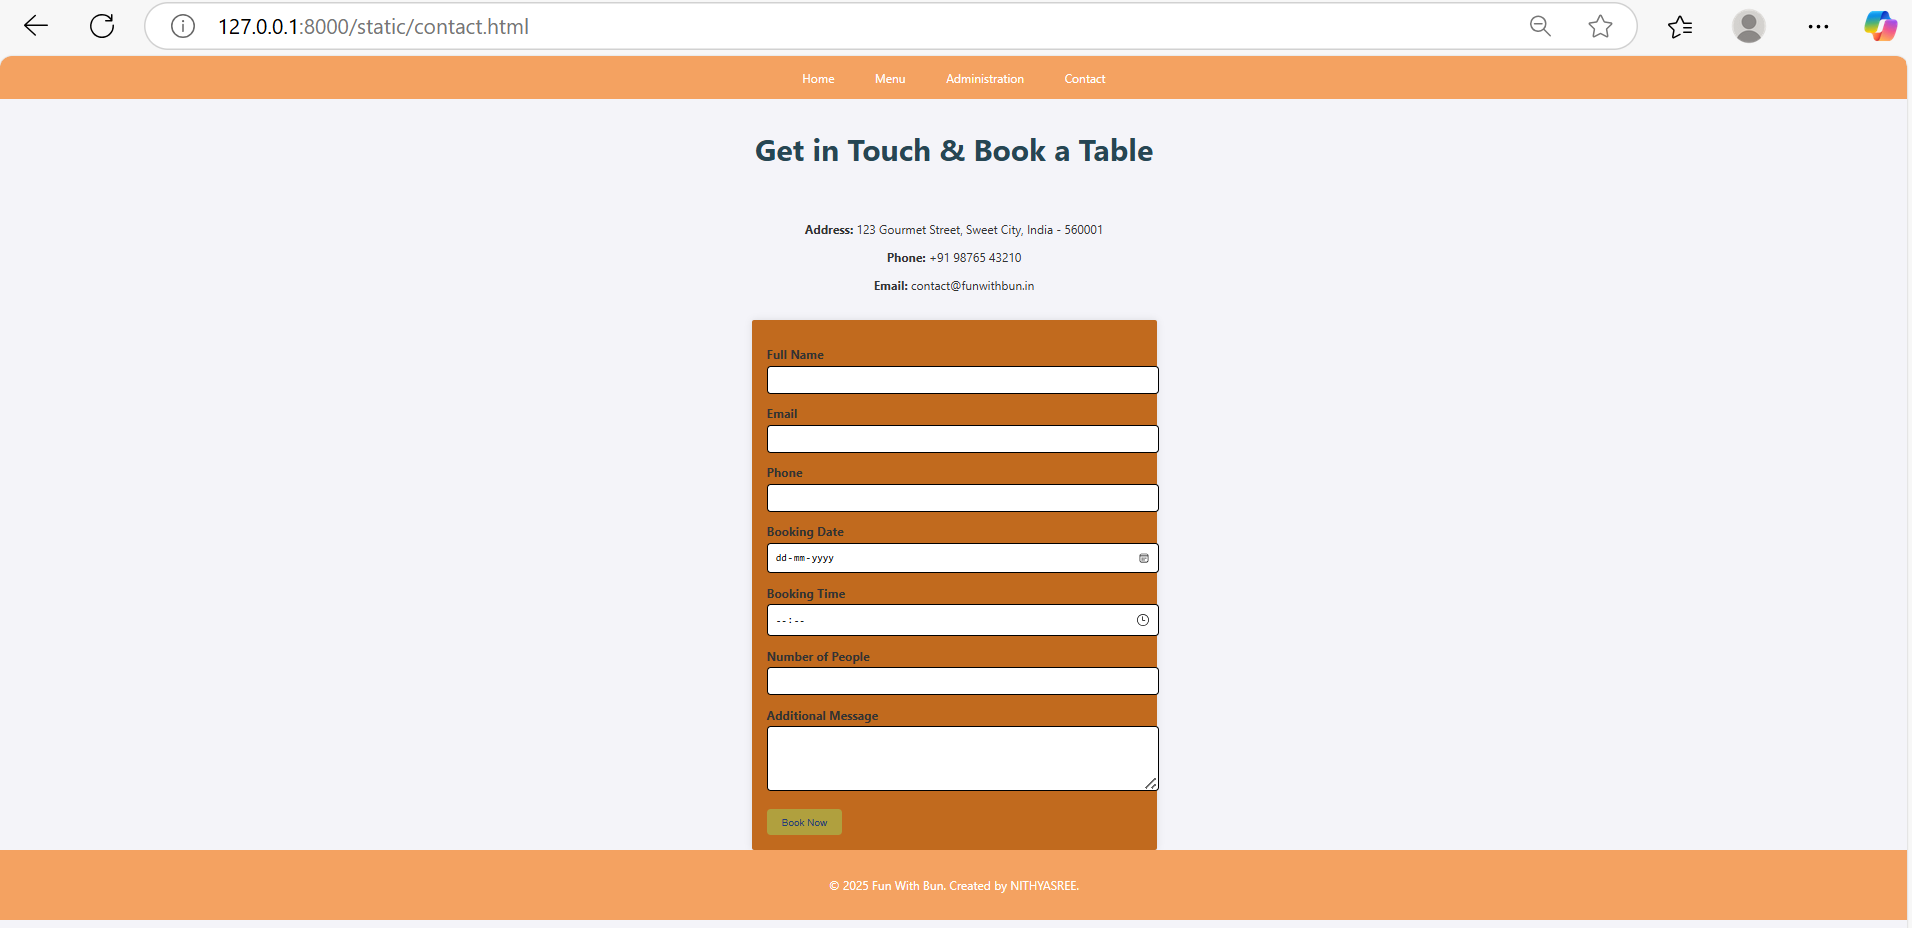 127.0.0.1:8000/static/contact.html
Home Menu Administration Contact
Get in Touch & Book a Table
Address: 123 Gourmet Street, Sweet City, India - 560001
Phone: +91 98765 43210
Email: contact@funwithbun.in
Full Name
Email
Phone
Booking Date
dd-mm-yyyy
Booking Time
--:--
Number of People
Additional Message
Book Now
© 2025 Fun With Bun. Created by NITHYASREE.